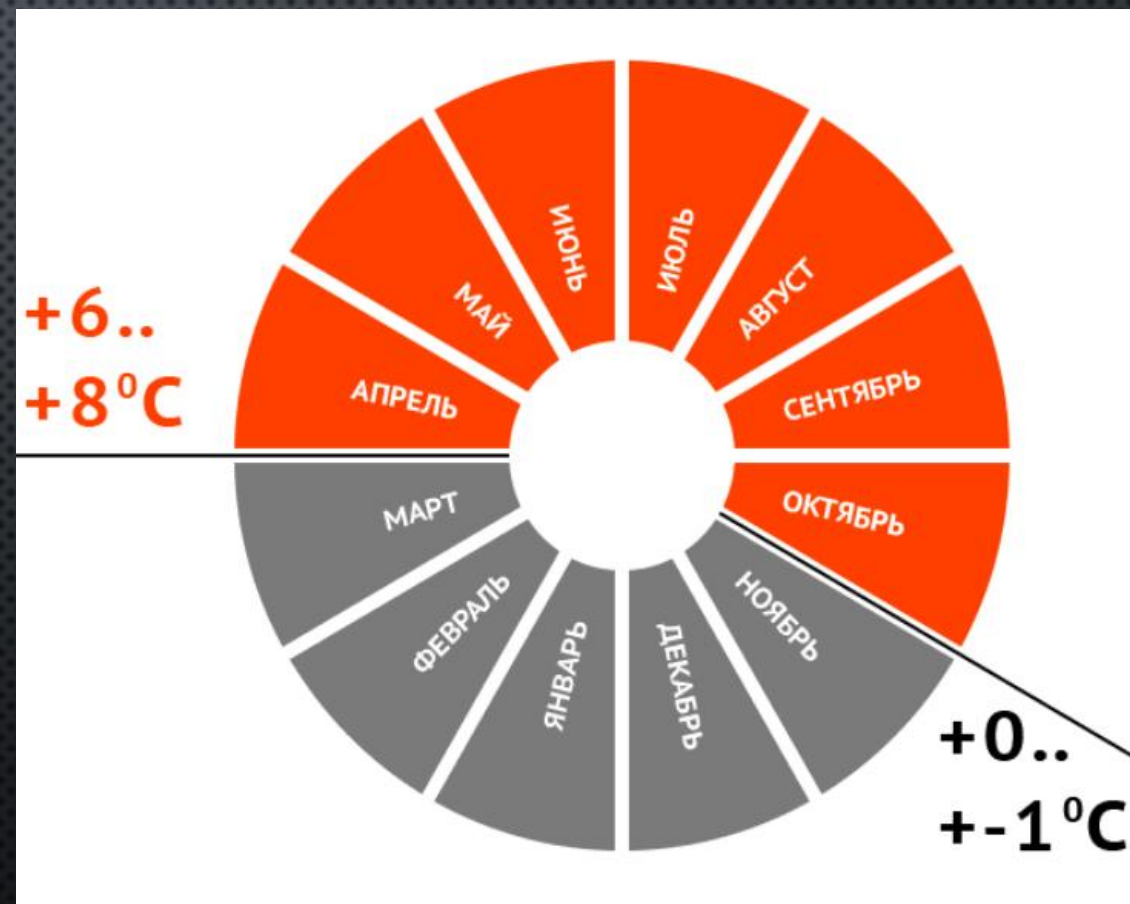 ИЮНЬ
ИЮЛЬ
МАЙ
АВГУСТ
+6..
+8⁰C
АПРЕЛЬ
СЕНТЯБРЬ
МАРТ
ОКТЯБРЬ
ФЕВРАЛЬ
НОЯБРЬ
ЯНВАРЬ
ДЕКАБРЬ
+0..
+-1⁰C